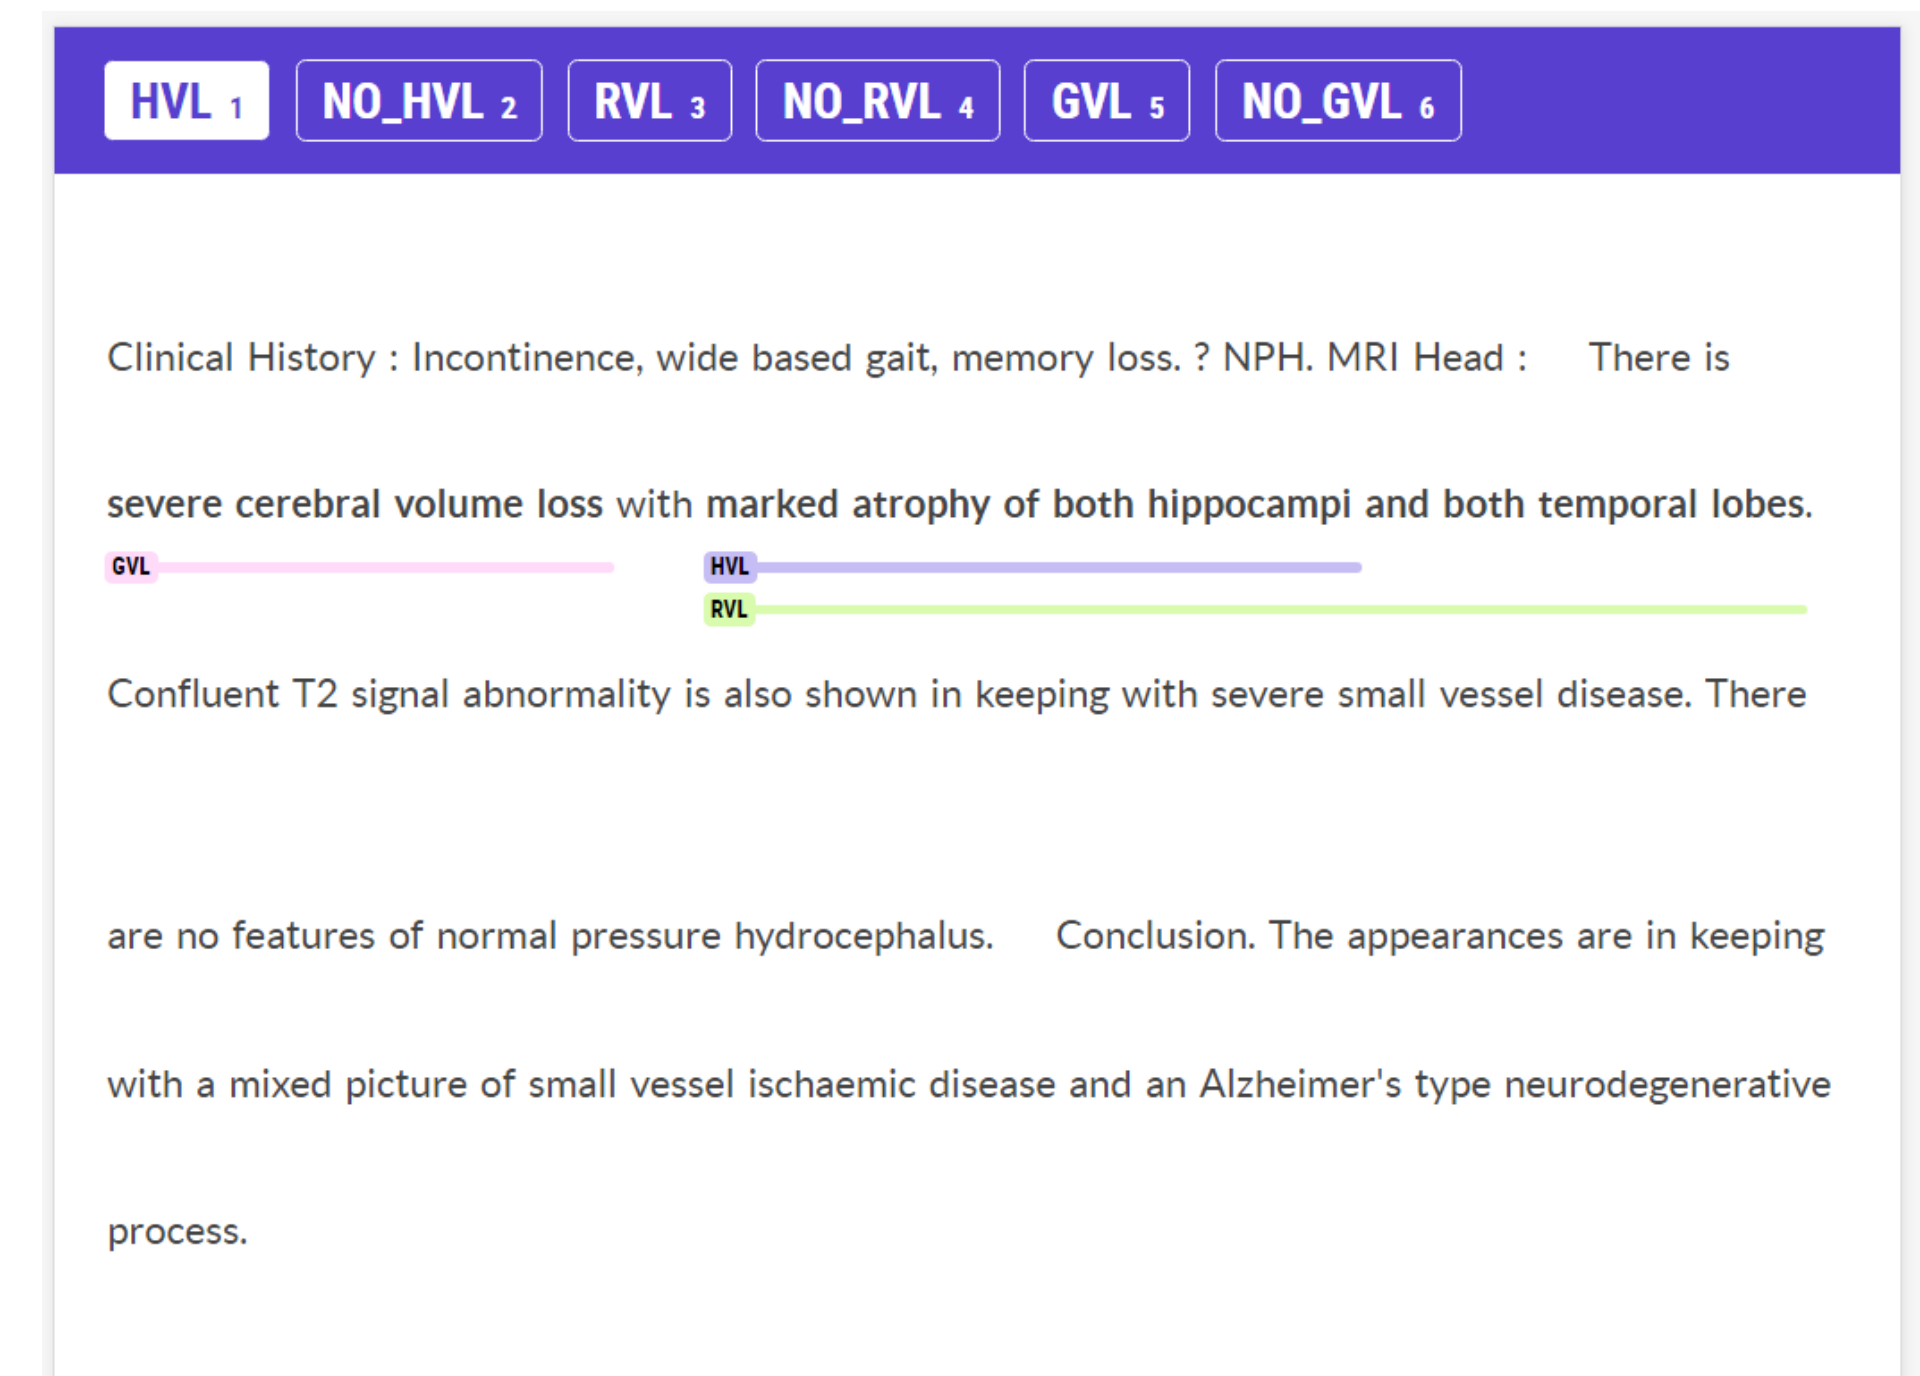 HVL 1 NO_HVL 2 RVL 3 NO_RVL 4 GVL 5 NO_GVL 6
Clinical History : Incontinence, wide based gait, memory loss. ? NPH. MRI Head : There is
severe cerebral volume loss with marked atrophy of both hippocampi and both temporal lobes.
GVL HVL
RVL
Confluent T2 signal abnormality is also shown in keeping with severe small vessel disease. There
are no features of normal pressure hydrocephalus. Conclusion. The appearances are in keeping
with a mixed picture of small vessel ischaemic disease and an Alzheimer's type neurodegenerative
process.